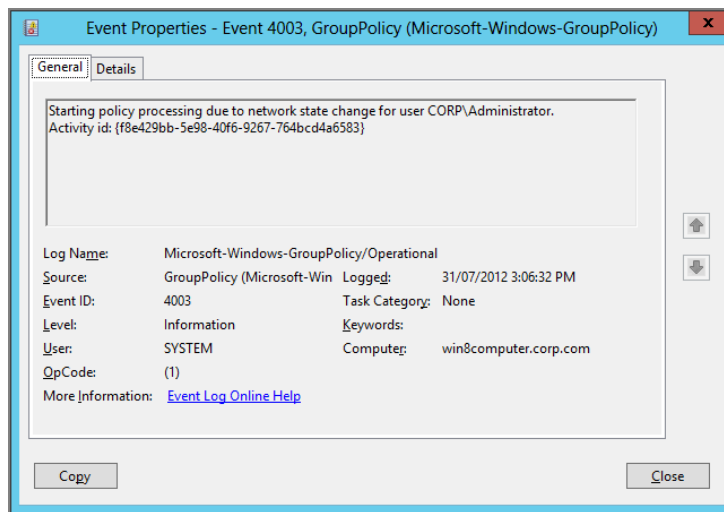 Event Properties - Event 4003, GroupPolicy (Microsoft-Windows-GroupPolicy)
x
General Details
Starting policy processing due to network state change for user CORP\Administrator.
Activity id: {f8e429bb-5e98-40f6-9267-764bcd4a6583}
Log Name: Microsoft-Windows-GroupPolicy/Operational
Source: GroupPolicy (Microsoft-Win Logged: 31/07/2012 3:06:32 PM
Event ID: 4003 Task Category: None
Level: Information Keywords:
User: SYSTEM Computer: win8computer.corp.com
OpCode: (1)
More Information: Event Log Online Help
Copy Close